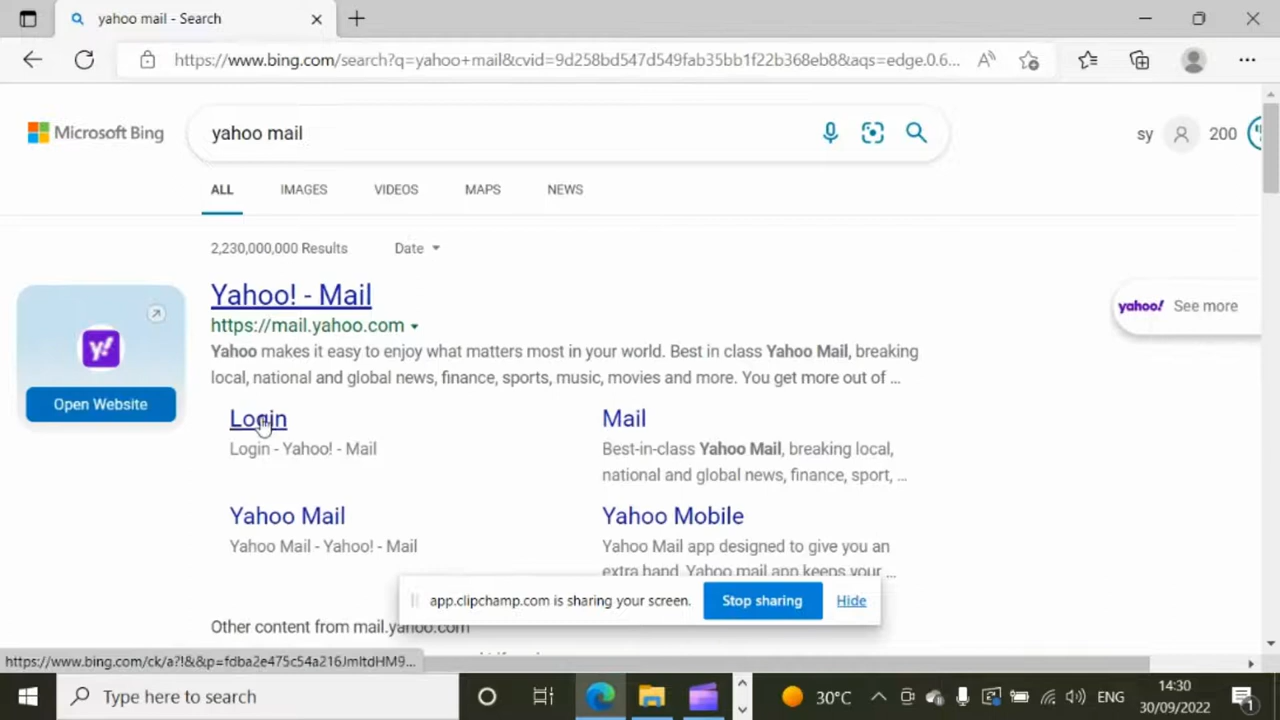 yahoo mail - Search
https://www.bing.com/search?q=yahoo+mail&cvid=9d258bd547d549fab35bb1f22b368eb8&aqs=edge.0.6...
Microsoft Bing
yahoo mail
sy
200
ALL
IMAGES
VIDEOS
MAPS
NEWS
2,230,000,000 Results
Date
Yahoo! - Mail
https://mail.yahoo.com
Yahoo makes it easy to enjoy what matters most in your world. Best in class Yahoo Mail, breaking
local, national and global news, finance, sports, music, movies and more. You get more out of ...
y!
Open Website
yahoo! See more
Login
Login - Yahoo! - Mail
Mail
Best-in-class Yahoo Mail, breaking local,
national and global news, finance, sport, ...
Yahoo Mail
Yahoo Mail - Yahoo! - Mail
Yahoo Mobile
Yahoo Mail app designed to give you an
extra hand. Yahoo mail app keeps your ...
app.clipchamp.com is sharing your screen.
Stop sharing
Hide
Other content from mail.yahoo.com
https://www.bing.com/ck/a?!&&p=fdba2e475c54a216JmltdHM9...
Type here to search
30°C
ENG
14:30
30/09/2022
1